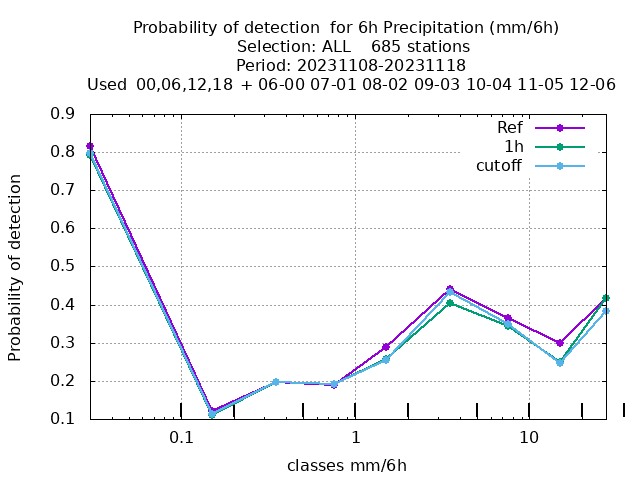 Probability of detection  for 6h Precipitation (mm/6h)
Selection: ALL    685 stations
Period: 20231108-20231118
Used  00,06,12,18  + 06-00 07-01 08-02 09-03 10-04 11-05 12-06
Ref
1h
cutoff
0.9
0.8
0.7
0.6
0.5
0.4
0.3
0.2
0.1
Probability of detection
0.1
1
10
classes mm/6h